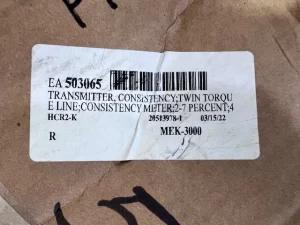 EA 503065
TRANSMITTER, CONSISTENCY;TWIN TORQU
E LINE;CONSISTENCY METER;2-7 PERCENT;4
HCR2-K 20513978-1 03/15/22
R MEK-3000